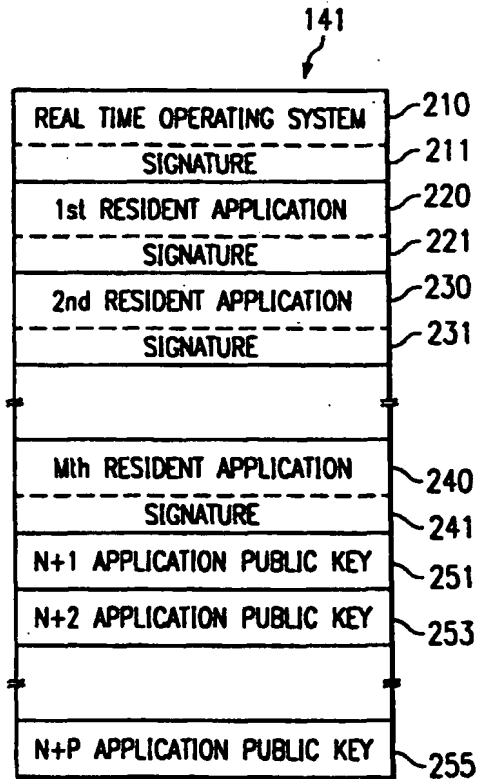 141
REAL TIME OPERATING SYSTEM 210
SIGNATURE 211
1st RESIDENT APPLICATION 220
SIGNATURE 221
2nd RESIDENT APPLICATION 230
SIGNATURE 231
Mth RESIDENT APPLICATION 240
SIGNATURE 241
N+1 APPLICATION PUBLIC KEY 251
N+2 APPLICATION PUBLIC KEY 253
N+P APPLICATION PUBLIC KEY 255